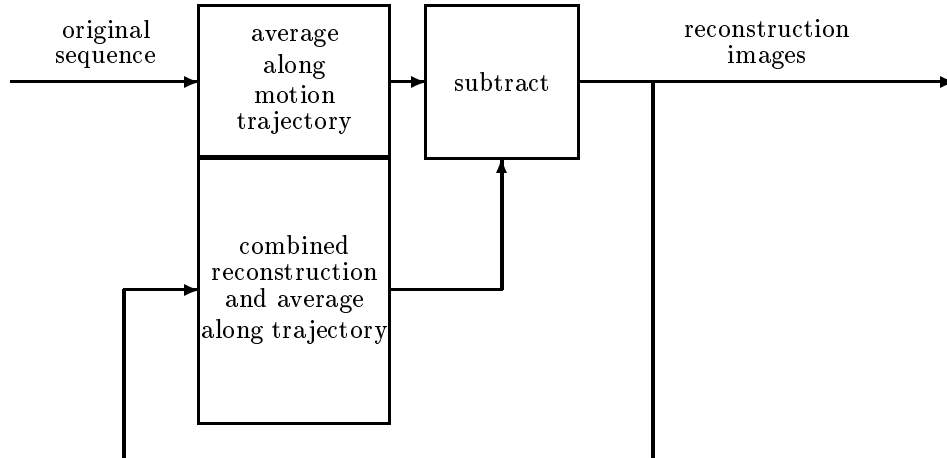 original
sequence
average
along
motion
trajectory
subtract
reconstruction
images
combined
reconstruction
and average
along trajectory